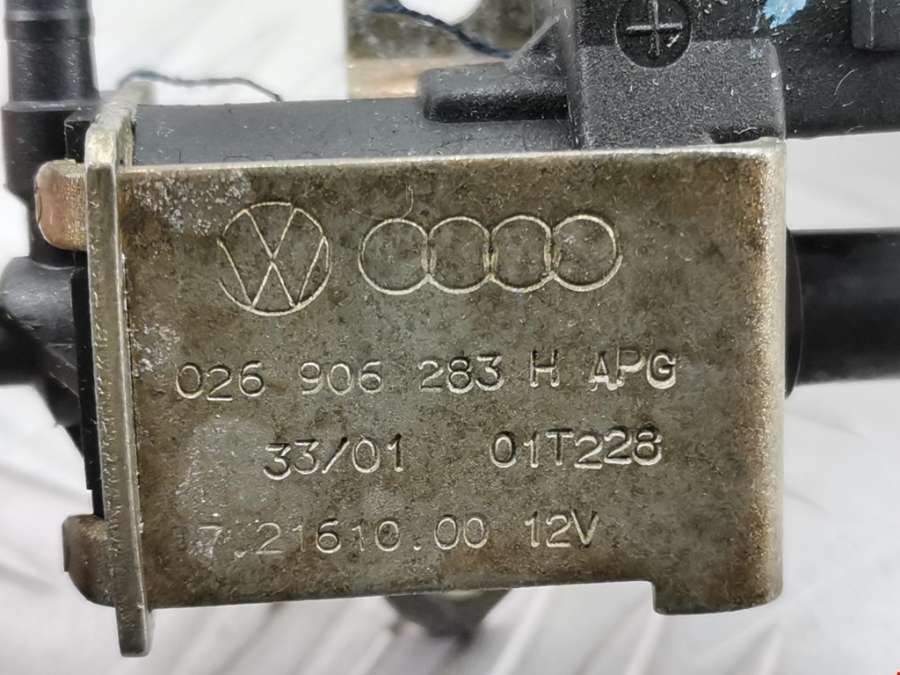 026 906 283 H APG
33/01 01T228
7.21610.00 12V